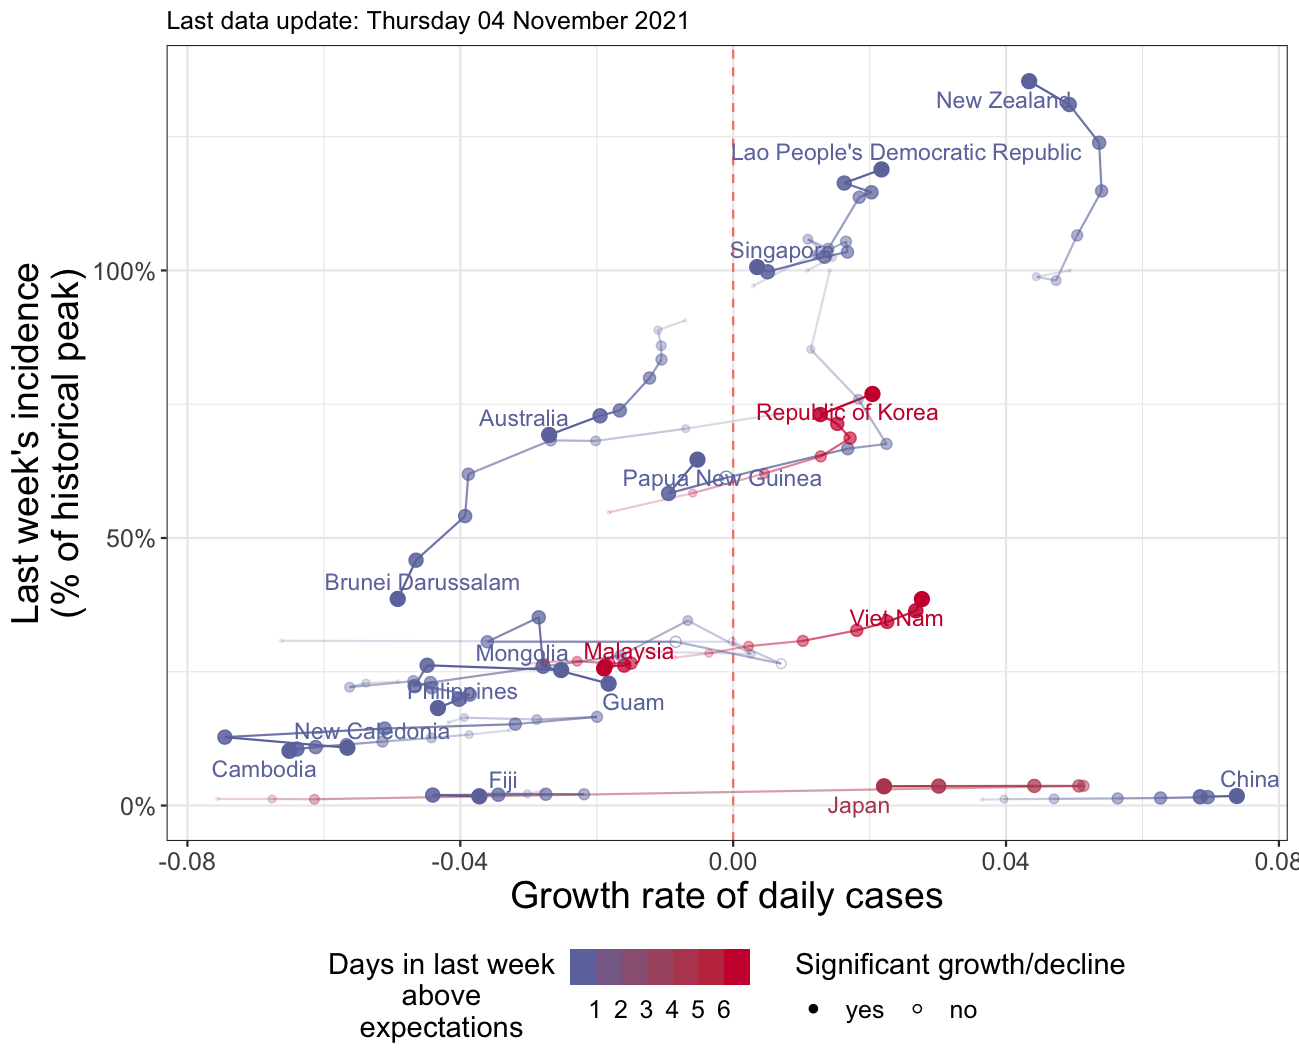 Last data update: Thursday 04 November 2021
New Zealand
Lao People's Democratic Republic
Singapore
100%
Australia
Republic of Korea
Papua New Guinea
50%
Brunei Darussalam
Viet Nam
Mongolia
Malaysia
Philippines
Guam
New Caledonia
Cambodia
Fiji
China
Japan
0%
Last week's incidence
(% of historical peak)
-0.08
-0.04
0.00
0.04
0.08
Growth rate of daily cases
Days in last week
above
expectations
1 2 3 4 5 6
Significant growth/decline
yes
no